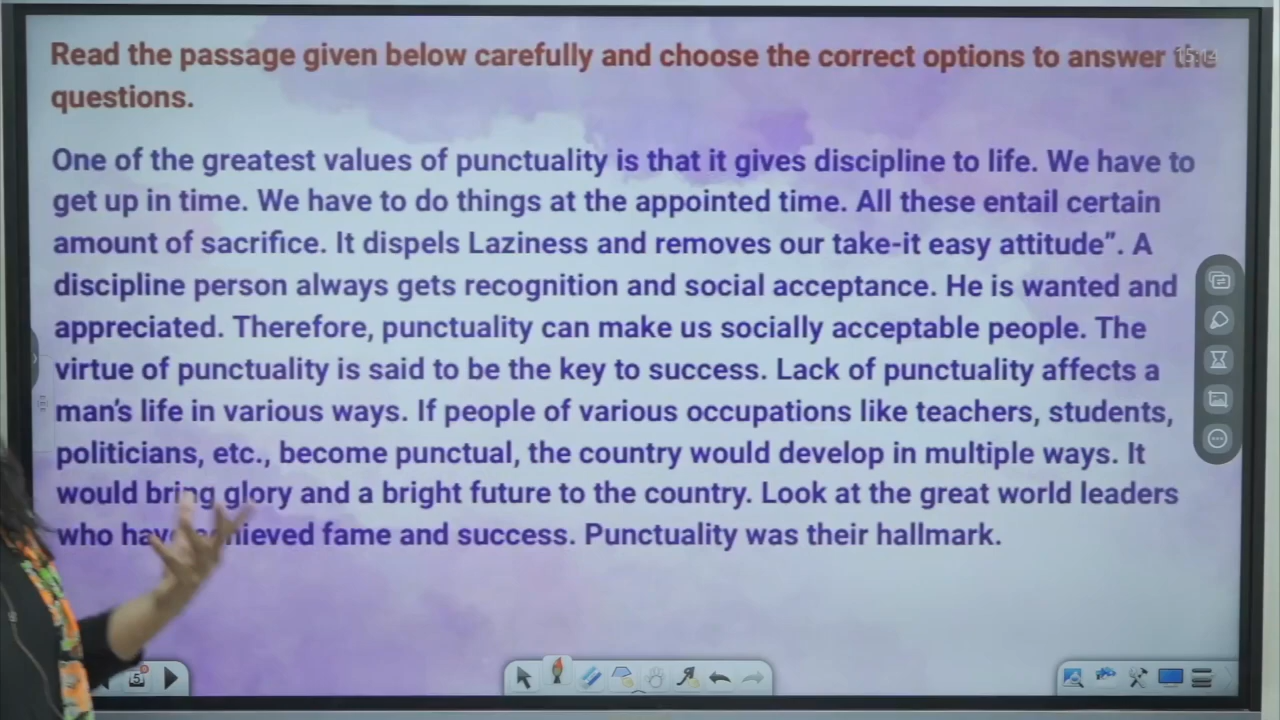 Read the passage given below carefully and choose the correct options to answer the
questions.
One of the greatest values of punctuality is that it gives discipline to life. We have to
get up in time. We have to do things at the appointed time. All these entail certain
amount of sacrifice. It dispels Laziness and removes our take-it easy attitude”. A
discipline person always gets recognition and social acceptance. He is wanted and
appreciated. Therefore, punctuality can make us socially acceptable people. The
virtue of punctuality is said to be the key to success. Lack of punctuality affects a
man’s life in various ways. If people of various occupations like teachers, students,
politicians, etc., become punctual, the country would develop in multiple ways. It
would bring glory and a bright future to the country. Look at the great world leaders
who have achieved fame and success. Punctuality was their hallmark.
5